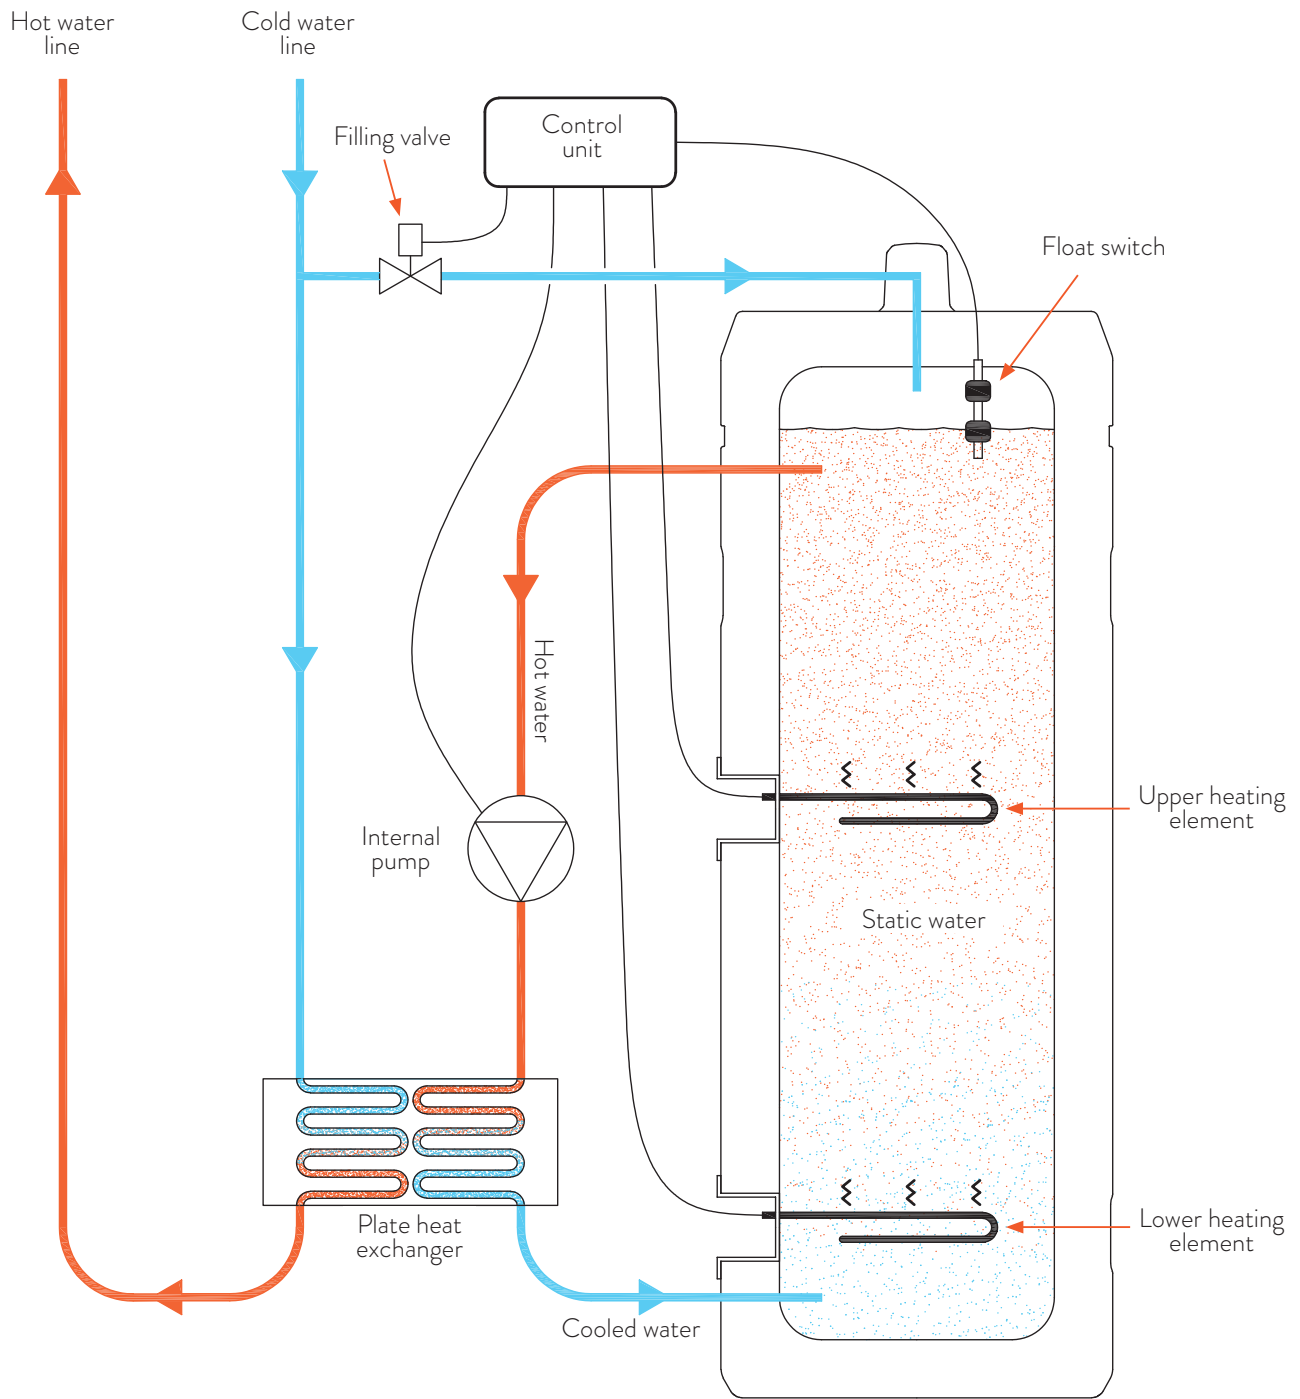 Hot water
line
Cold water
line
Filling valve
Control
unit
Float switch
Hot water
Internal
pump
Upper heating
element
Static water
Plate heat
exchanger
Lower heating
element
Cooled water